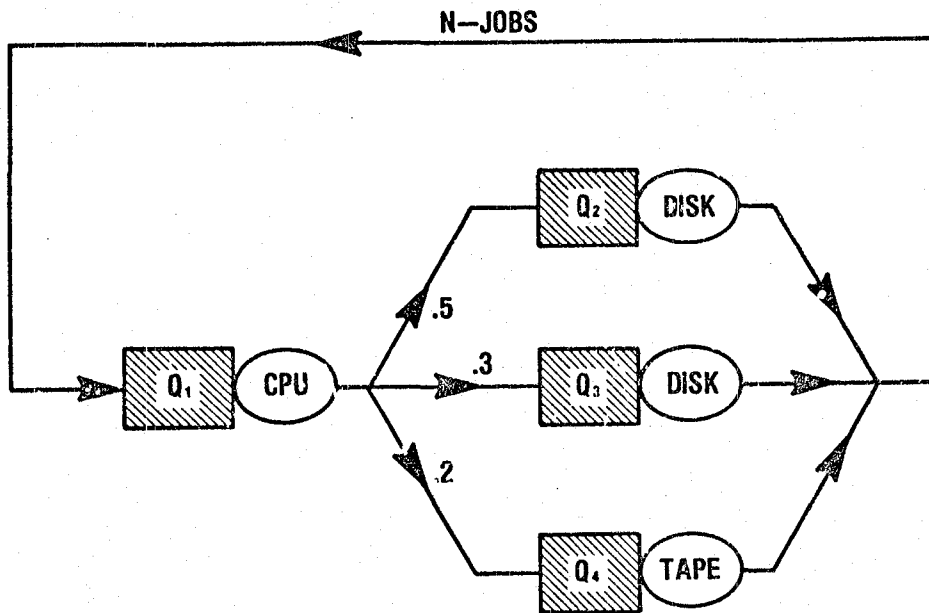 N—JOBS
Q₂ DISK
.5
Q₁ CPU
.3
Q₃ DISK
.2
Q₄ TAPE